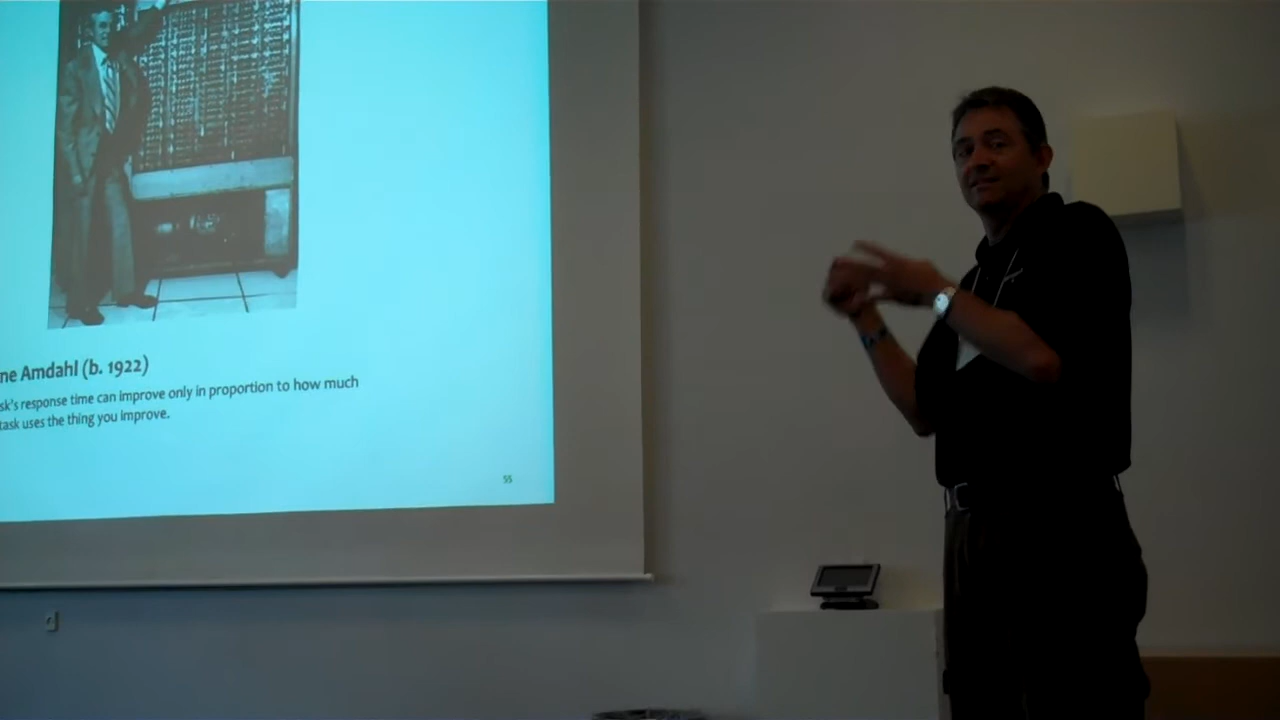 ne Amdahl (b. 1922)
sk's response time can improve only in proportion to how much
task uses the thing you improve.
55